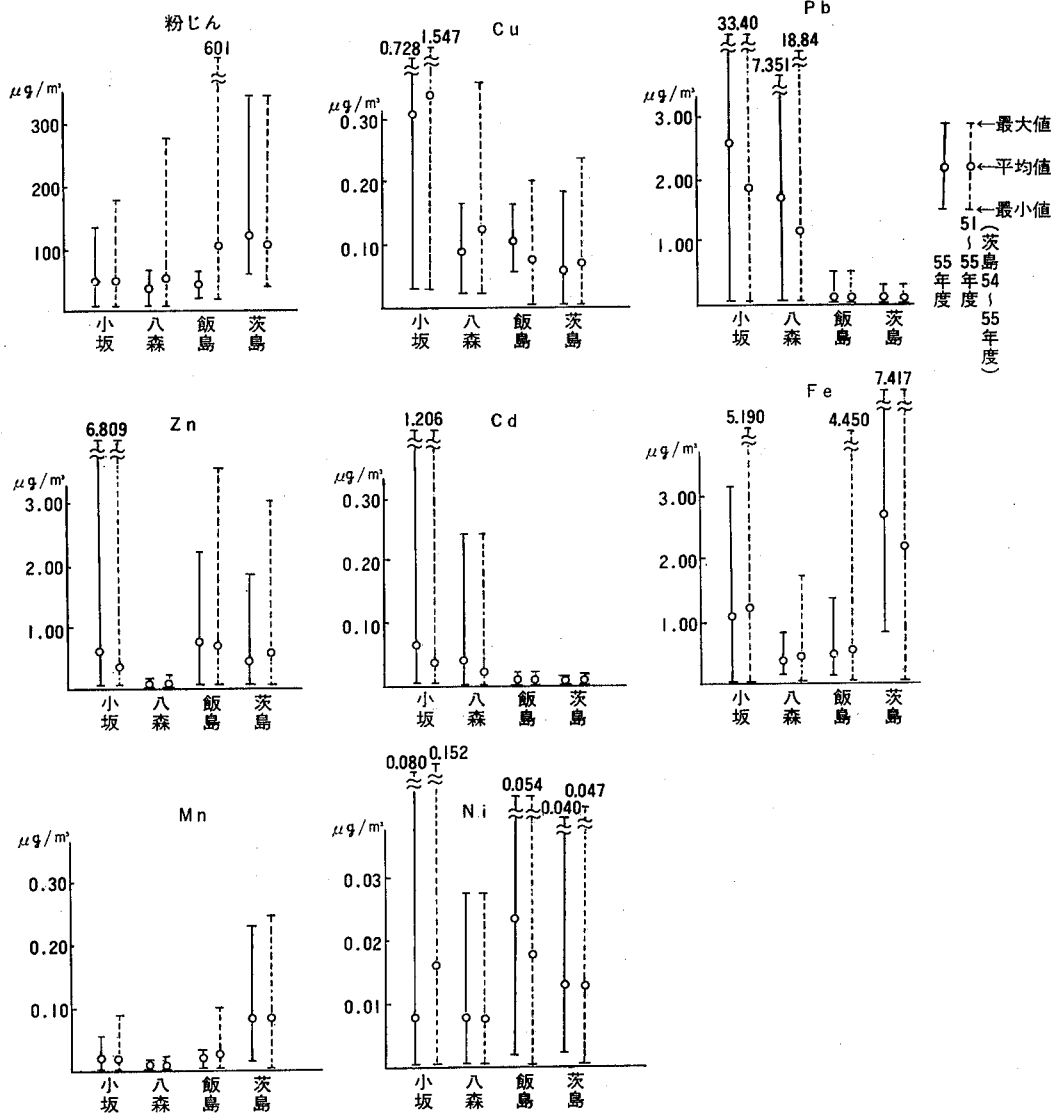 粉じん
601
μg/m³
300
200
100
小坂
八森
飯島
茨島
Cu
0.728
1.547
μg/m³
0.30
0.20
0.10
小坂
八森
飯島
茨島
Pb
33.40
7.351
18.84
μg/m³
3.00
2.00
1.00
小坂
八森
飯島
茨島
←最大値
←平均値
←最小値
55年度
51〜55年度
(茨島54〜55年度)
Zn
6.809
μg/m³
3.00
2.00
1.00
小坂
八森
飯島
茨島
Cd
1.206
μg/m³
0.30
0.20
0.10
小坂
八森
飯島
茨島
Fe
5.190
4.450
7.417
μg/m³
3.00
2.00
1.00
小坂
八森
飯島
茨島
Mn
μg/m³
0.30
0.20
0.10
小坂
八森
飯島
茨島
Ni
0.080
0.152
0.054
0.040
0.047
μg/m³
0.03
0.02
0.01
小坂
八森
飯島
茨島